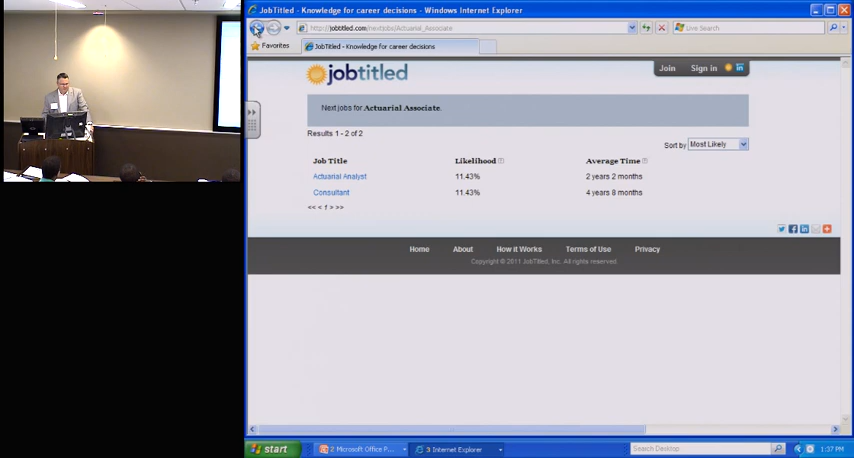 JobTitled - Knowledge for career decisions - Windows Internet Explorer
http://jobtitled.com/nextjobs/Actuarial_Associate
Live Search
Favorites
JobTitled - Knowledge for career decisions
jobtitled
Join Sign in in
Next jobs for Actuarial Associate.
Results 1 - 2 of 2
Sort by Most Likely
Job Title Likelihood Average Time
Actuarial Analyst 11.43% 2 years 2 months
Consultant 11.43% 4 years 8 months
Home About How it Works Terms of Use Privacy
Copyright © 2011 JobTitled, Inc. All rights reserved.
start 2 Microsoft Office P... 3 Internet Explorer Search Desktop 1:37 PM